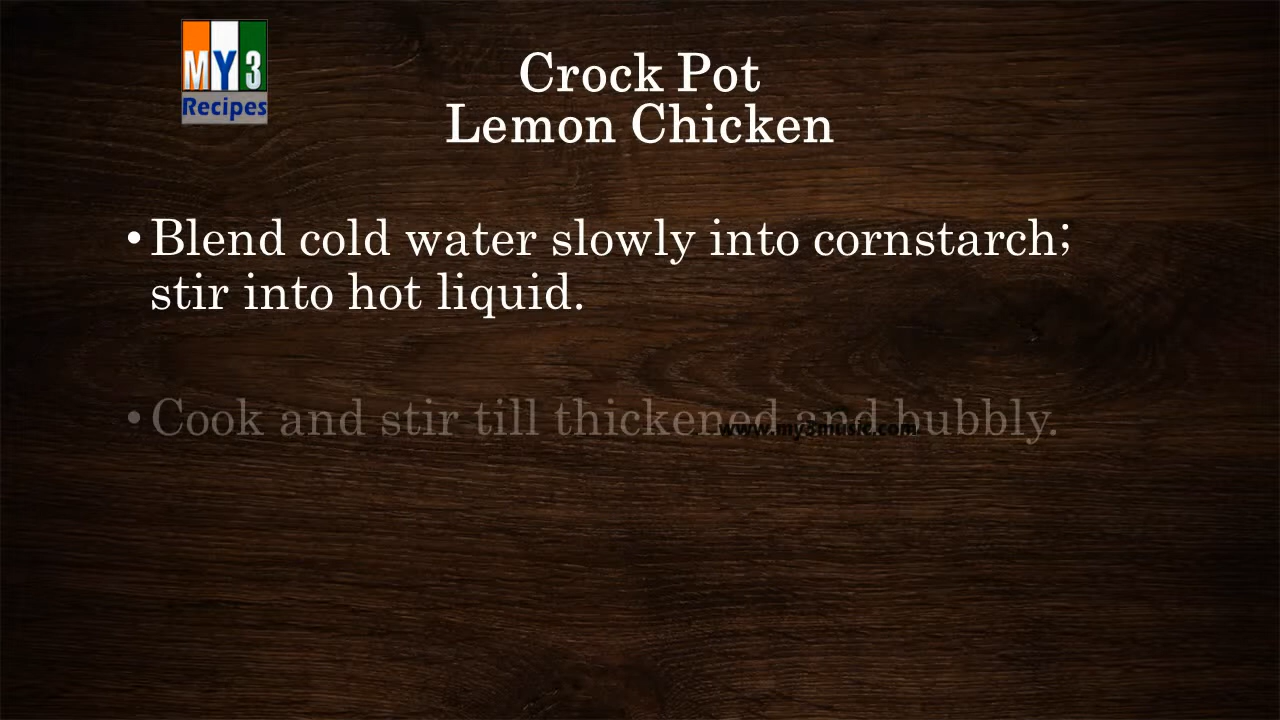 MY3
Recipes
Crock Pot
Lemon Chicken
• Blend cold water slowly into cornstarch;
stir into hot liquid.
• Cook and stir till thickened and bubbly.
www.my3music.com